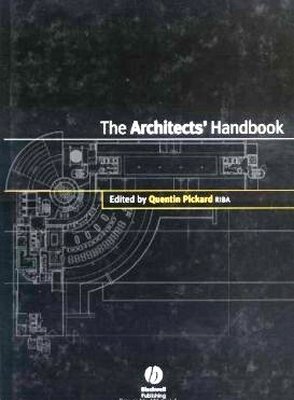 The Architects' Handbook
Edited by Quentin Pickard RIBA
Blackwell
Publishing